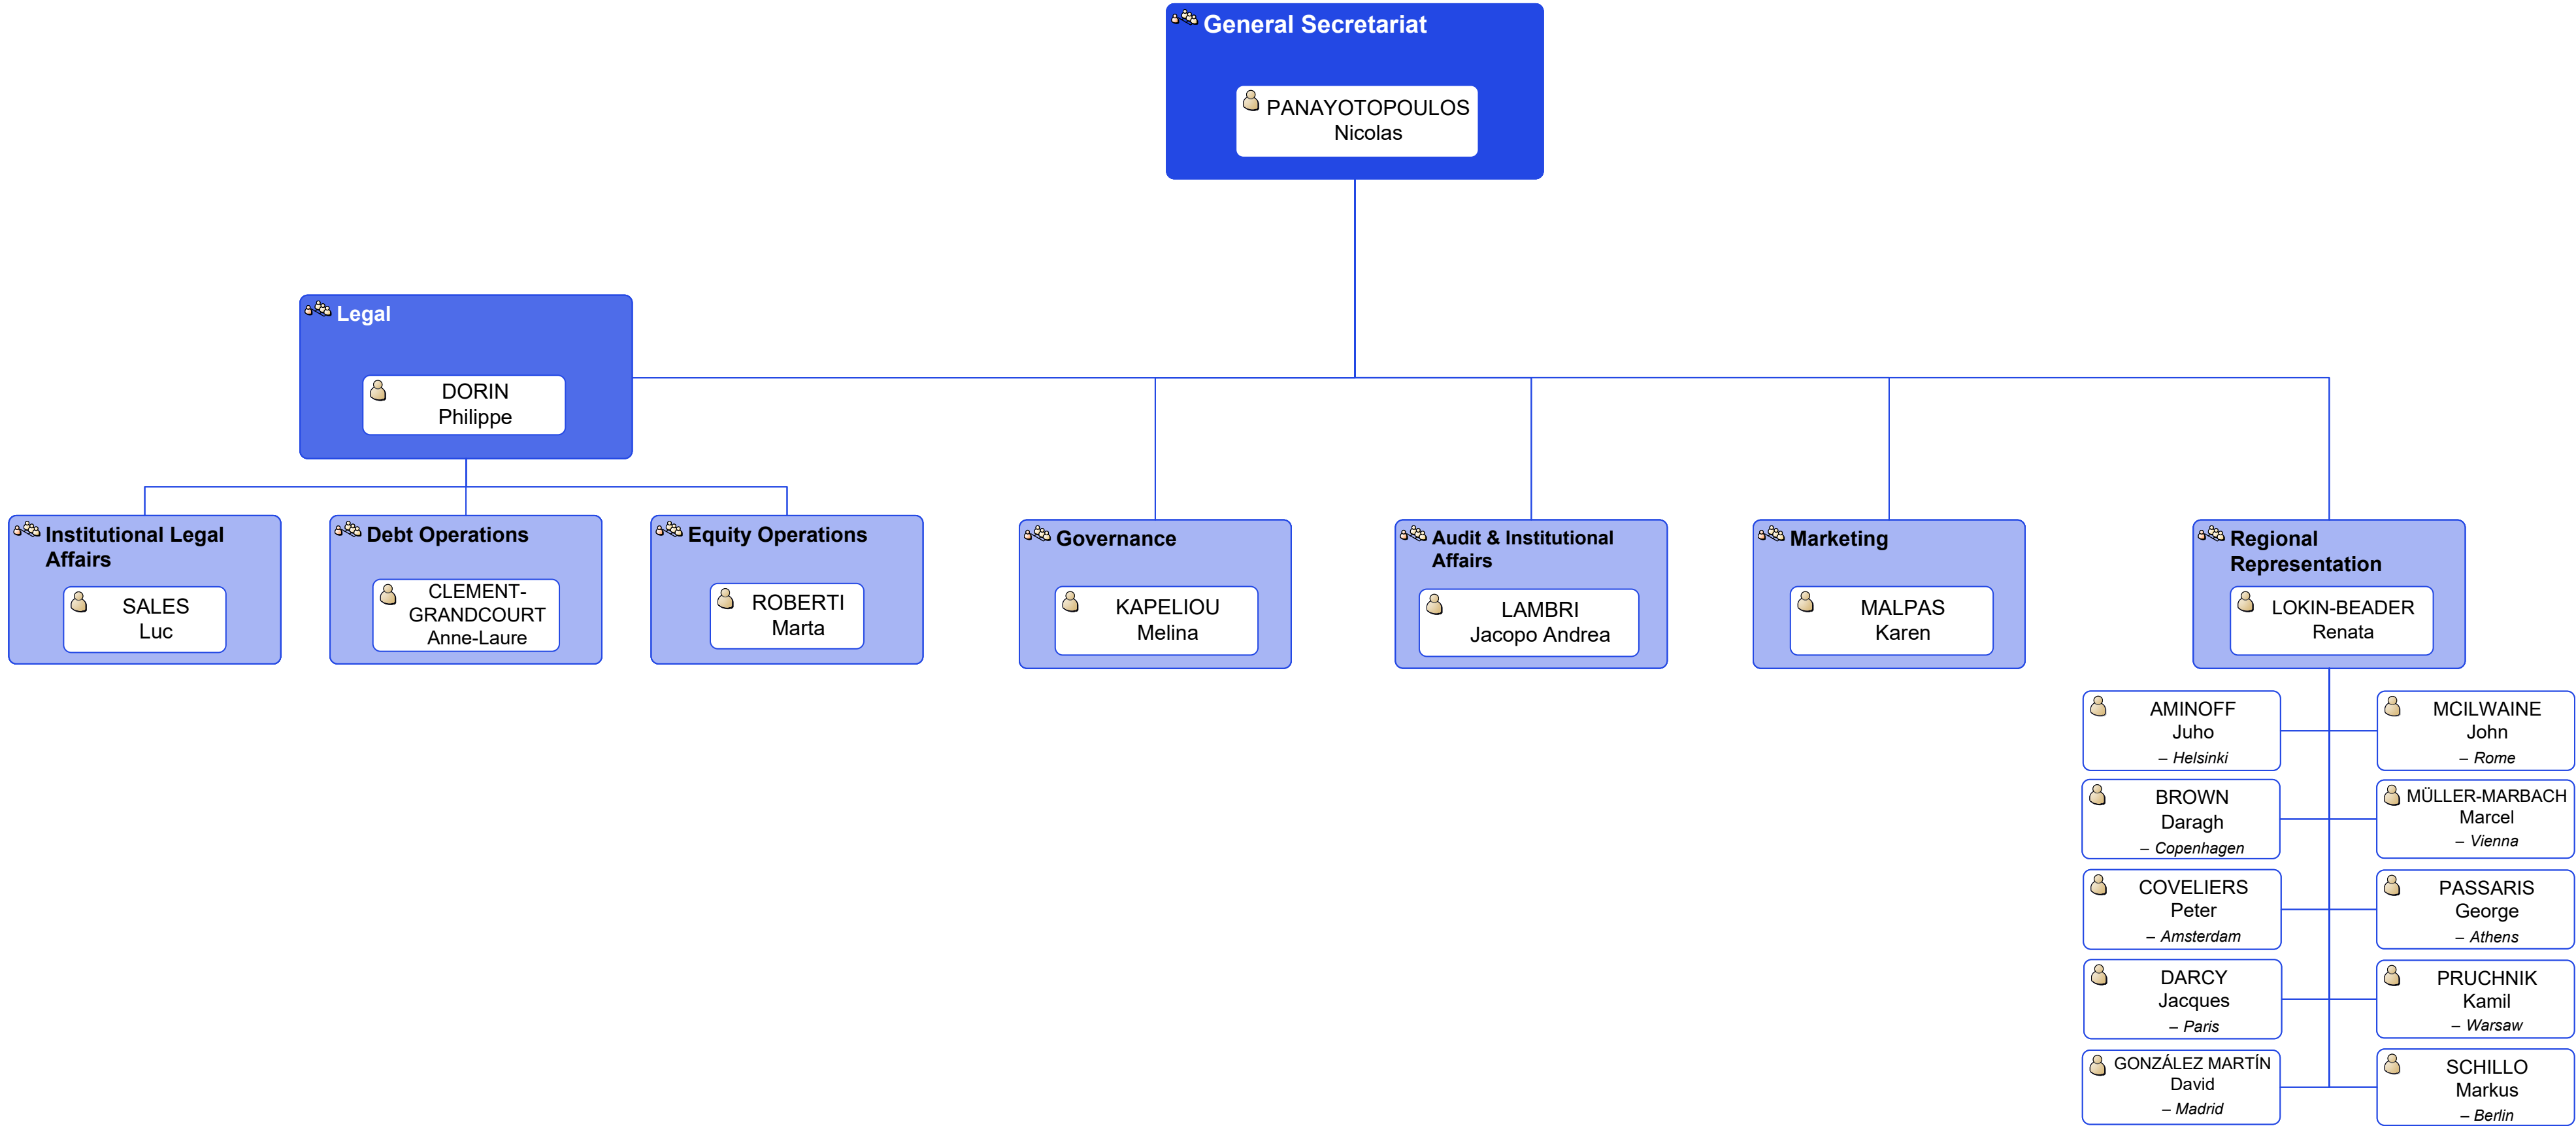 General Secretariat
PANAYOTOPOULOS
Nicolas
Legal
DORIN
Philippe
Institutional Legal
Affairs
SALES
Luc
Debt Operations
CLEMENT-
GRANDCOURT
Anne-Laure
Equity Operations
ROBERTI
Marta
Governance
KAPELIOU
Melina
Audit & Institutional
Affairs
LAMBRI
Jacopo Andrea
Marketing
MALPAS
Karen
Regional
Representation
LOKIN-BEADER
Renata
AMINOFF
Juho
– Helsinki
MCILWAINE
John
– Rome
BROWN
Daragh
– Copenhagen
MÜLLER-MARBACH
Marcel
– Vienna
COVELIERS
Peter
– Amsterdam
PASSARIS
George
– Athens
DARCY
Jacques
– Paris
PRUCHNIK
Kamil
– Warsaw
GONZÁLEZ MARTÍN
David
– Madrid
SCHILLO
Markus
– Berlin